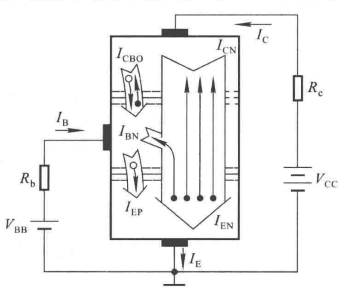 I_CBO
I_CN
I_C
I_B
I_BN
R_c
R_b
I_EP
V_CC
V_BB
I_EN
I_E